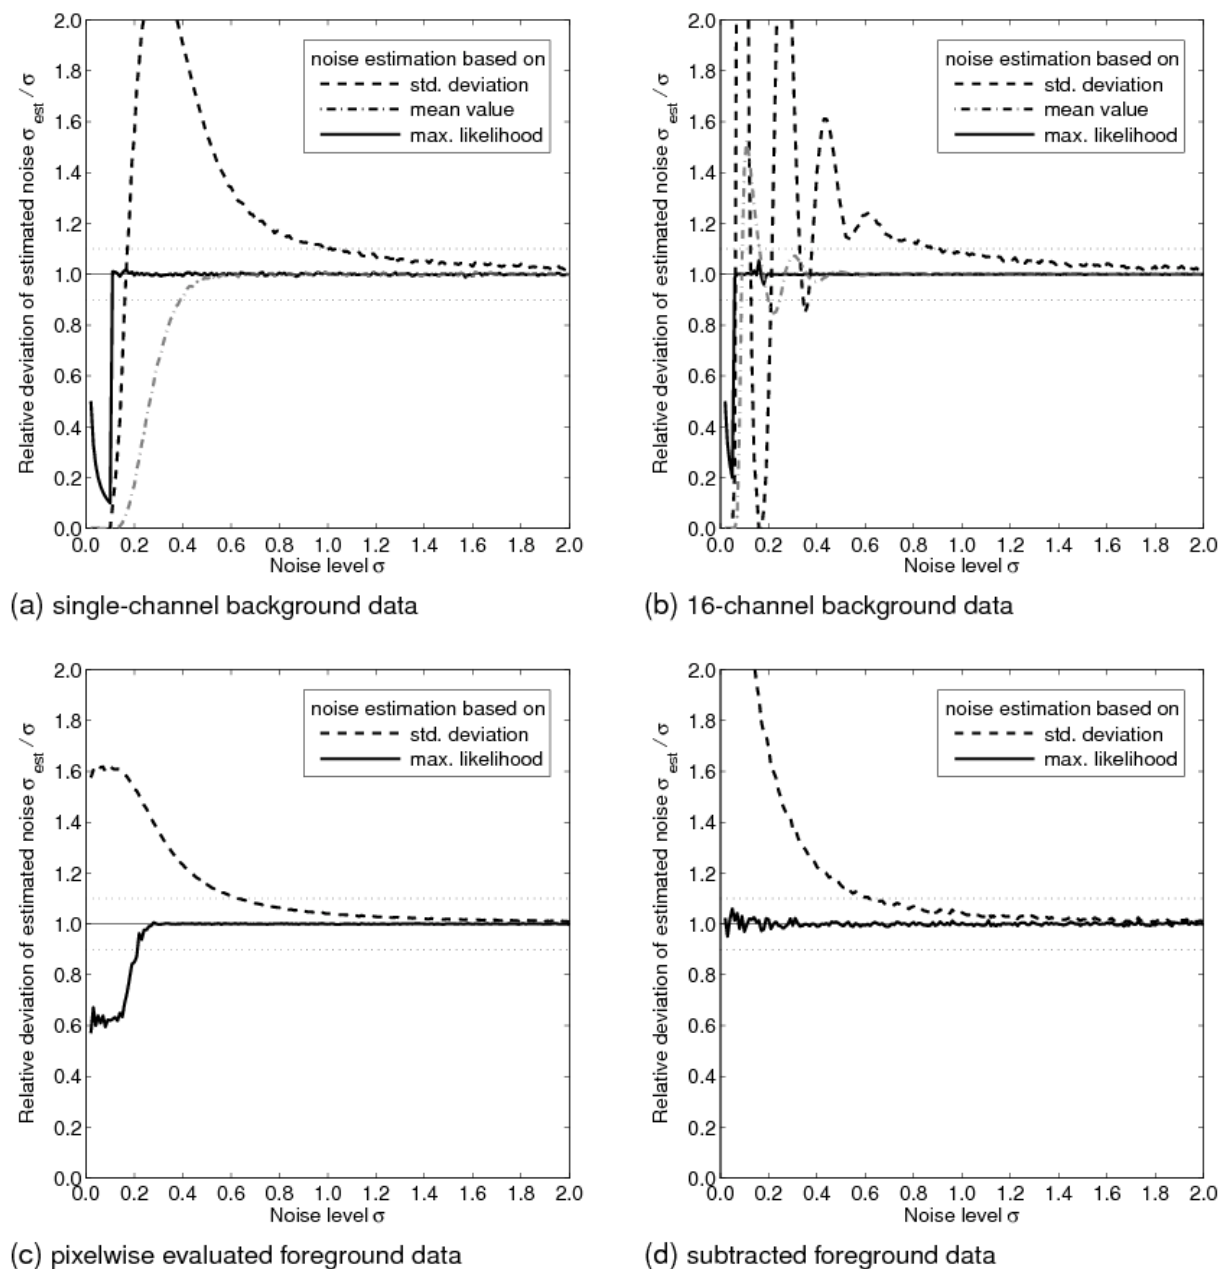 Relative deviation of estimated noise σest / σ
2.0
1.8
1.6
1.4
1.2
1.0
0.8
0.6
0.4
0.2
0.0
noise estimation based on
std. deviation
mean value
max. likelihood
0.0 0.2 0.4 0.6 0.8 1.0 1.2 1.4 1.6 1.8 2.0
Noise level σ
(a) single-channel background data
Relative deviation of estimated noise σest / σ
2.0
1.8
1.6
1.4
1.2
1.0
0.8
0.6
0.4
0.2
0.0
noise estimation based on
std. deviation
mean value
max. likelihood
0.0 0.2 0.4 0.6 0.8 1.0 1.2 1.4 1.6 1.8 2.0
Noise level σ
(b) 16-channel background data
Relative deviation of estimated noise σest / σ
2.0
1.8
1.6
1.4
1.2
1.0
0.8
0.6
0.4
0.2
0.0
noise estimation based on
std. deviation
max. likelihood
0.0 0.2 0.4 0.6 0.8 1.0 1.2 1.4 1.6 1.8 2.0
Noise level σ
(c) pixelwise evaluated foreground data
Relative deviation of estimated noise σest / σ
2.0
1.8
1.6
1.4
1.2
1.0
0.8
0.6
0.4
0.2
0.0
noise estimation based on
std. deviation
max. likelihood
0.0 0.2 0.4 0.6 0.8 1.0 1.2 1.4 1.6 1.8 2.0
Noise level σ
(d) subtracted foreground data